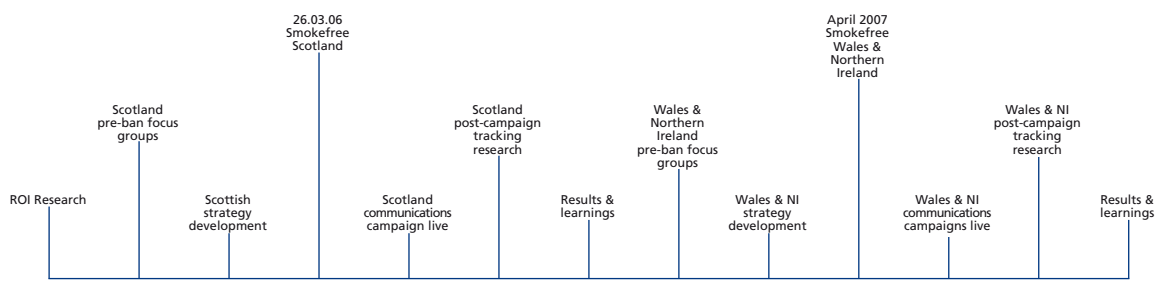 ROI Research
Scotland
pre-ban focus
groups
Scottish
strategy
development
26.03.06
Smokefree
Scotland
Scotland
communications
campaign live
Scotland
post-campaign
tracking
research
Results &
learnings
Wales &
Northern
Ireland
pre-ban focus
groups
Wales & NI
strategy
development
April 2007
Smokefree
Wales &
Northern
Ireland
Wales & NI
communications
campaigns live
Wales & NI
post-campaign
tracking
research
Results &
learnings